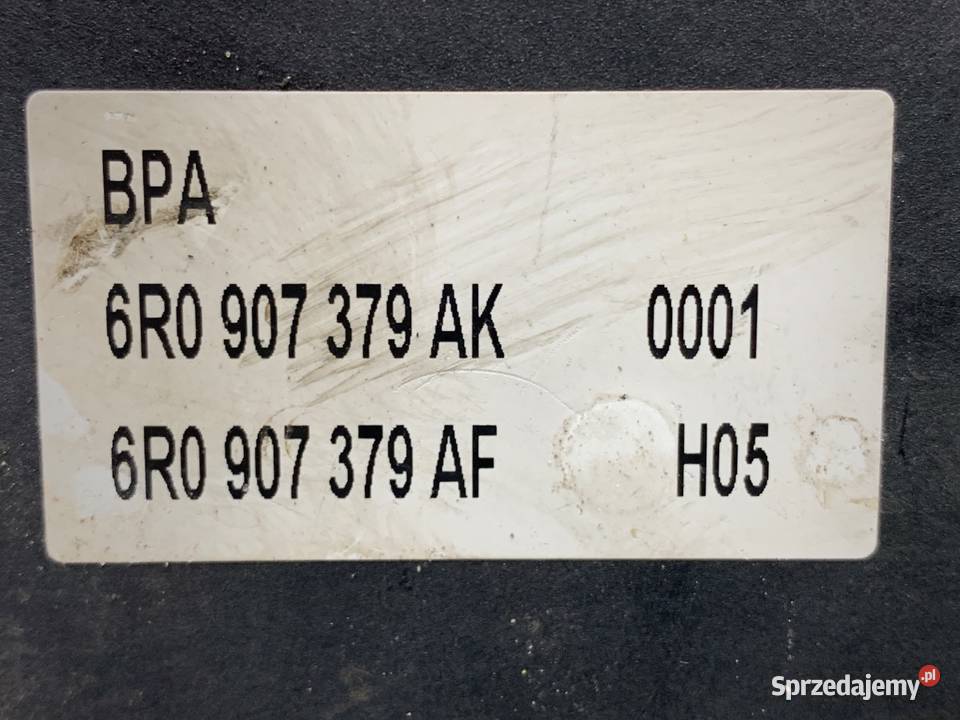 BPA
6R0 907 379 AK 0001
6R0 907 379 AF H05
Sprzedajemy.pl